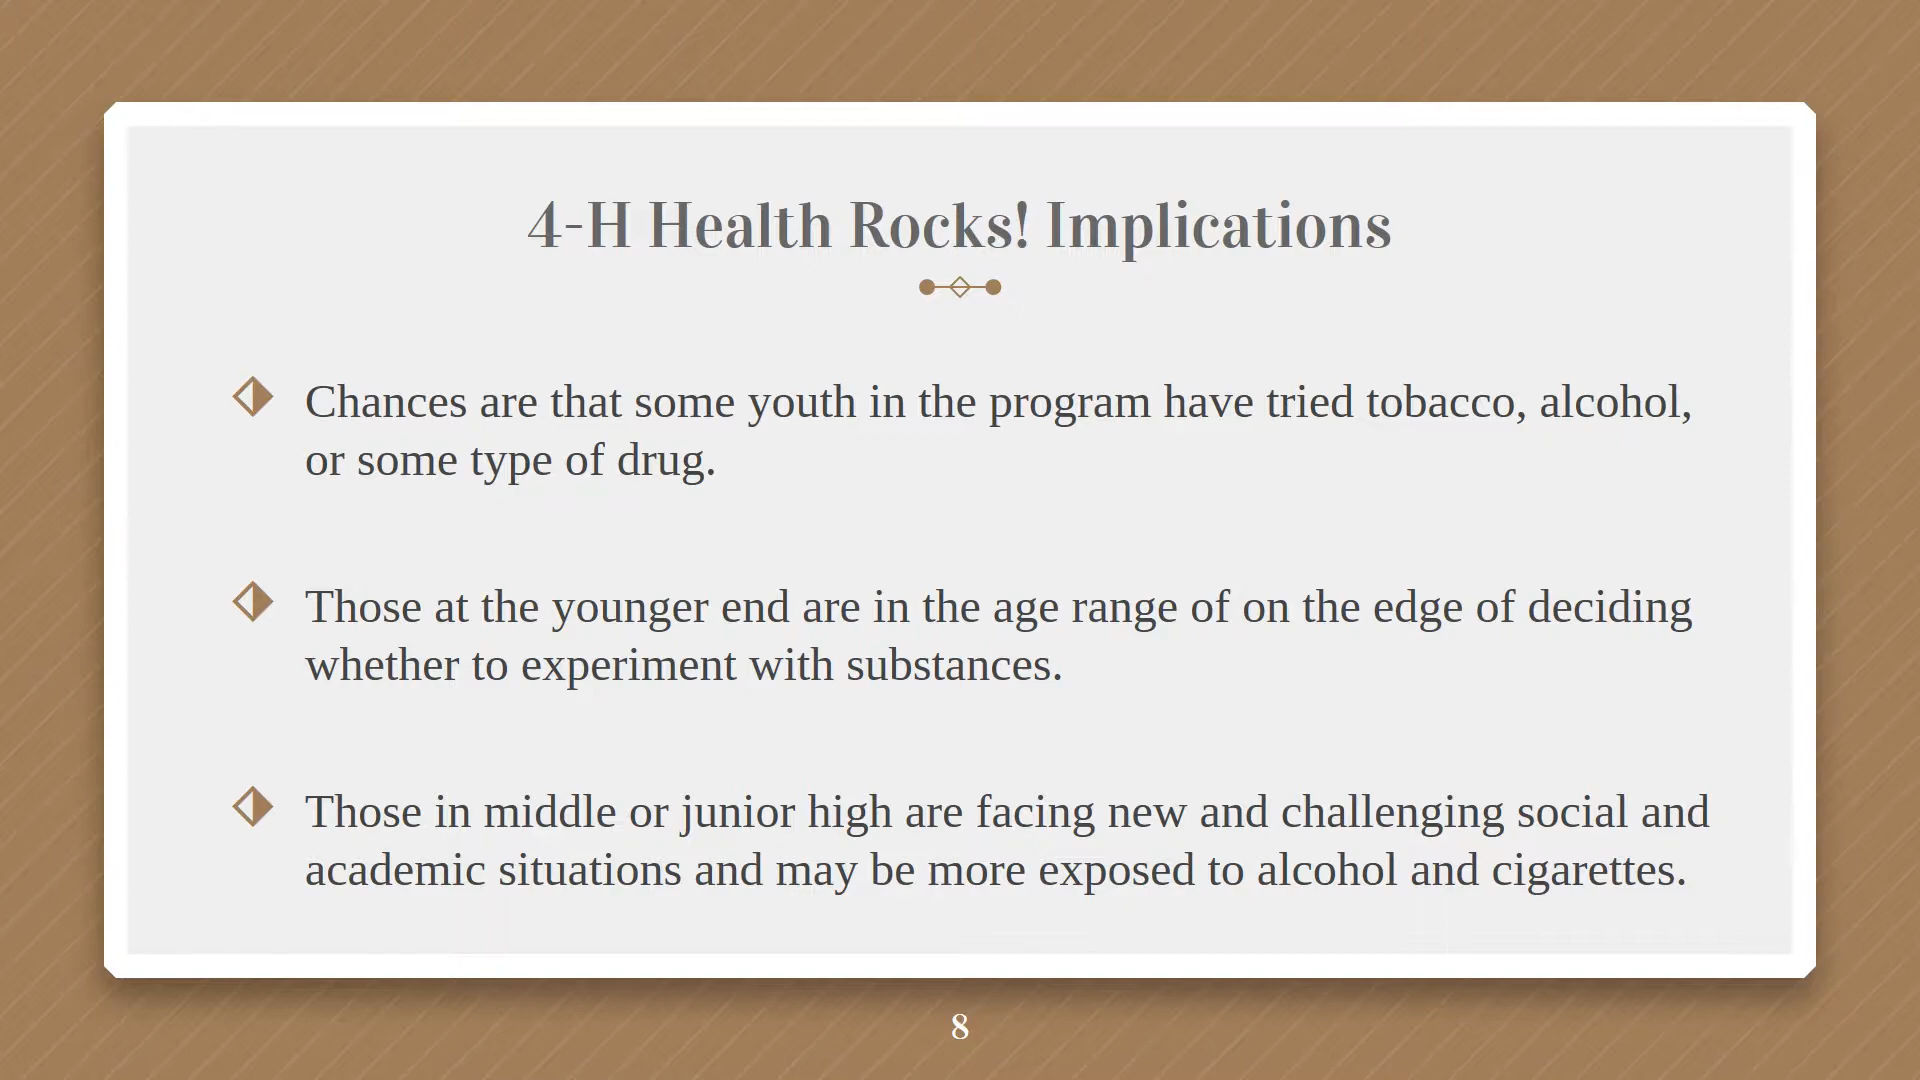 4-H Health Rocks! Implications
Chances are that some youth in the program have tried tobacco, alcohol,
or some type of drug.
Those at the younger end are in the age range of on the edge of deciding
whether to experiment with substances.
Those in middle or junior high are facing new and challenging social and
academic situations and may be more exposed to alcohol and cigarettes.
8